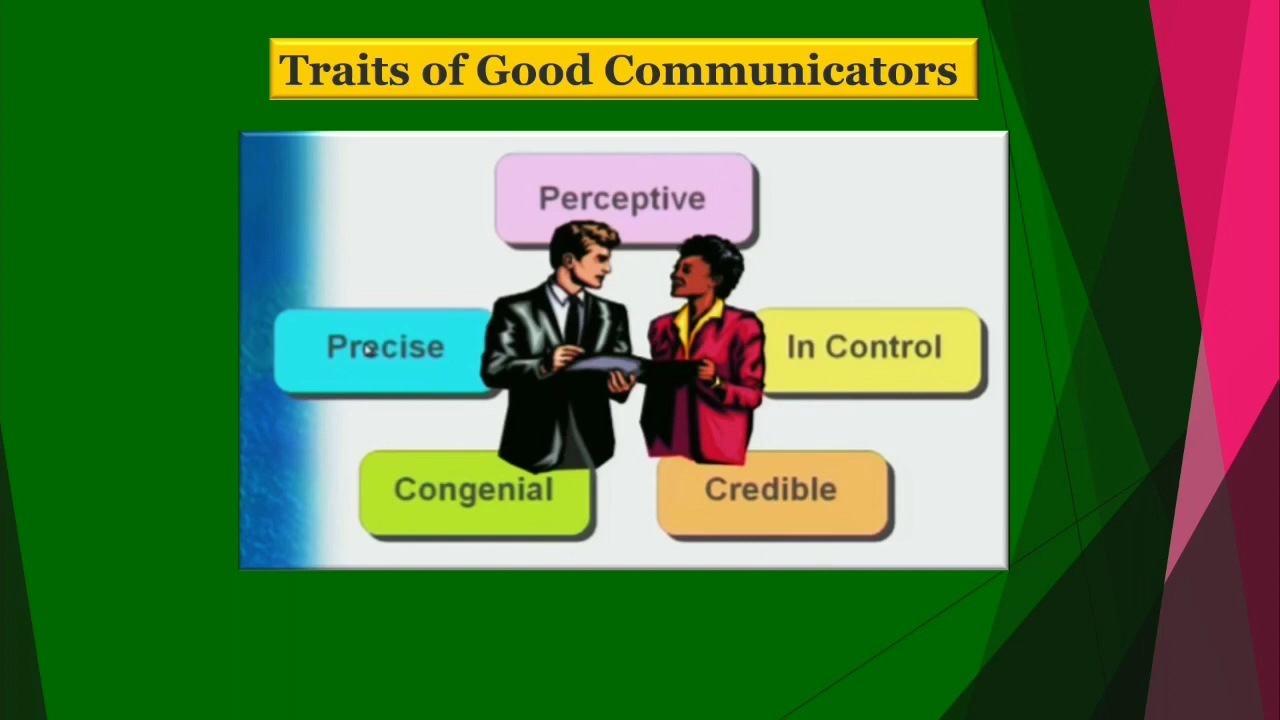 Traits of Good Communicators
Perceptive
Precise
In Control
Congenial
Credible